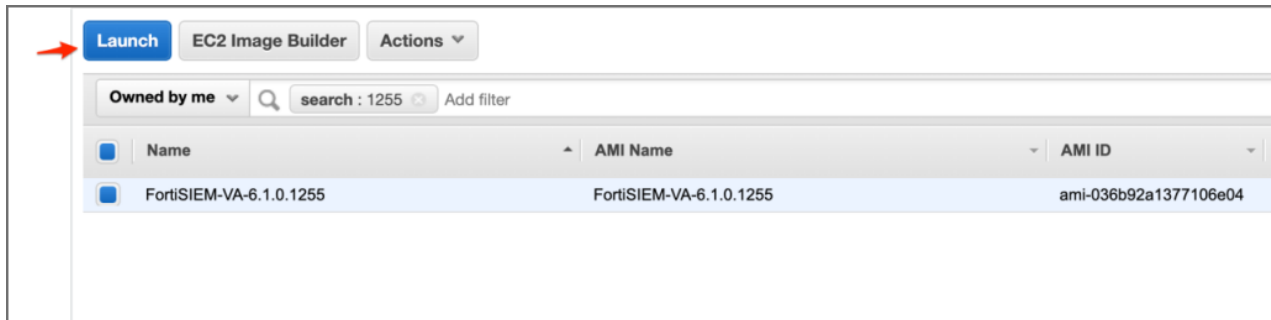 Launch EC2 Image Builder Actions
Owned by me search : 1255 Add filter
Name AMI Name AMI ID
FortiSIEM-VA-6.1.0.1255 FortiSIEM-VA-6.1.0.1255 ami-036b92a1377106e04